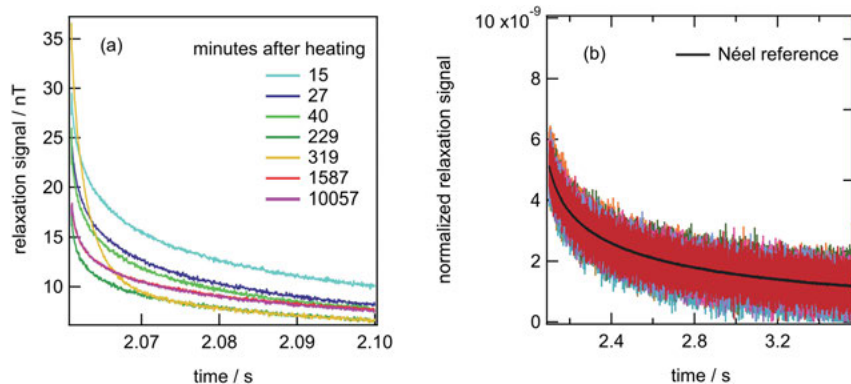 (a)
minutes after heating
15
27
40
229
319
1587
10057
relaxation signal / nT
35
30
25
20
15
10
2.07
2.08
2.09
2.10
time / s
(b)
Néel reference
normalized relaxation signal
10 x10⁻⁹
8
6
4
2
0
2.4
2.8
3.2
time / s